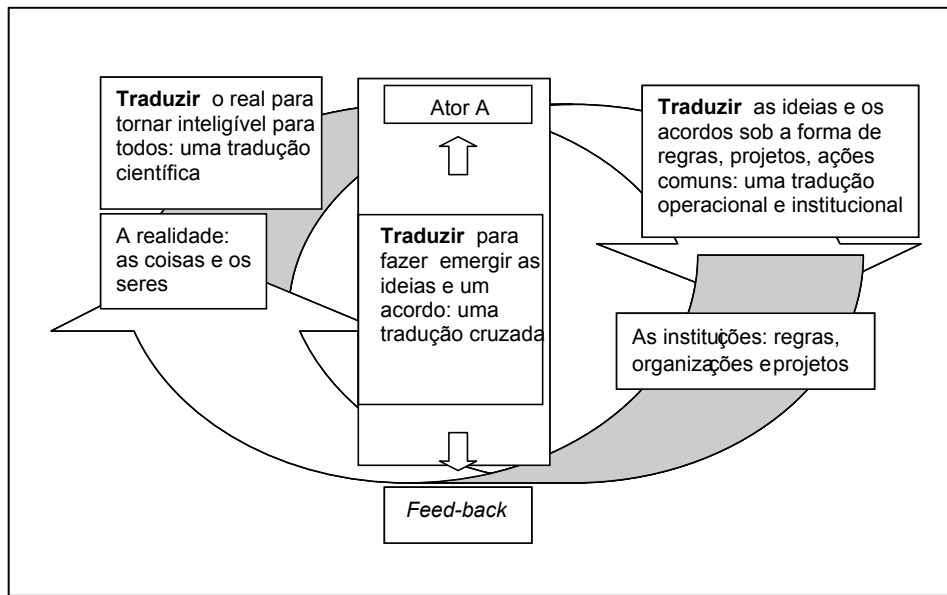 Traduzir o real para
tornar inteligível para
todos: uma tradução
científica
A realidade:
as coisas e os
seres
Ator A
Traduzir para
fazer emergir as
ideias e um
acordo: uma
tradução cruzada
Feed-back
Traduzir as ideias e os
acordos sob a forma de
regras, projetos, ações
comuns: uma tradução
operacional e institucional
As instituções: regras,
organizações e projetos